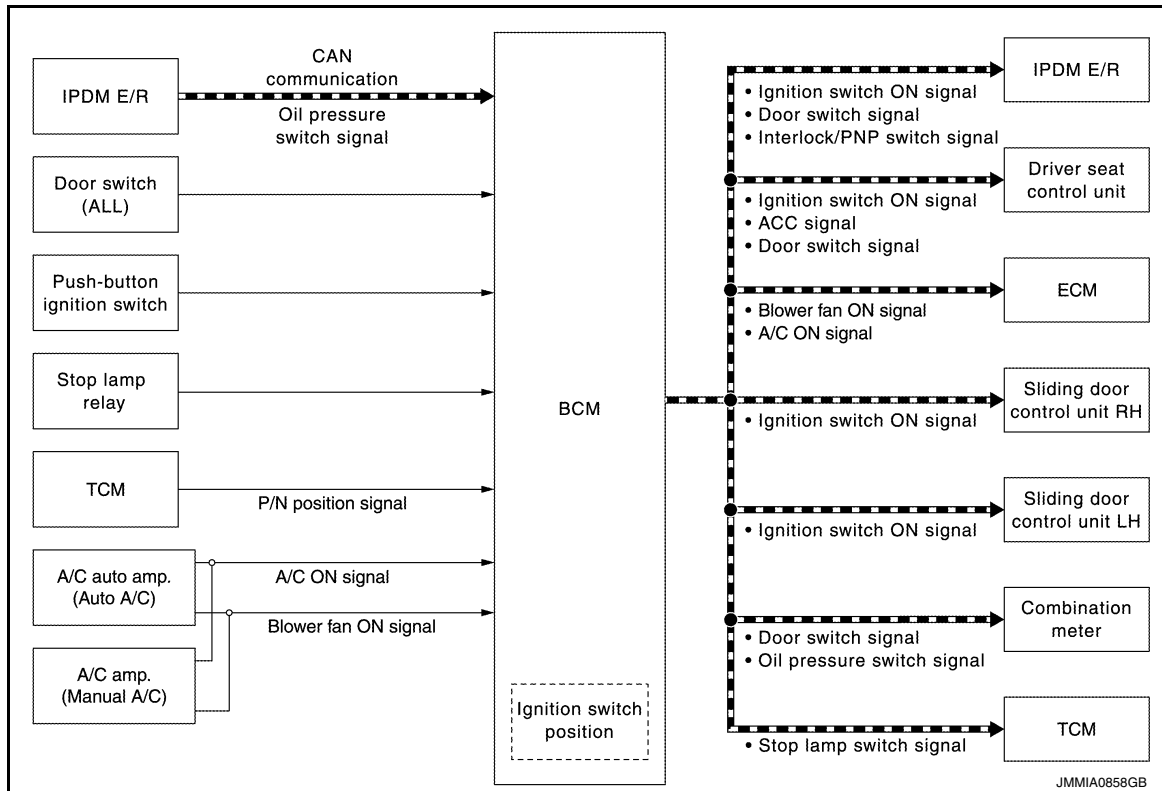 IPDM E/R
CAN
communication
Oil pressure
switch signal
Door switch
(ALL)
Push-button
ignition switch
Stop lamp
relay
TCM
P/N position signal
A/C auto amp.
(Auto A/C)
A/C ON signal
Blower fan ON signal
A/C amp.
(Manual A/C)
BCM
Ignition switch
position
IPDM E/R
• Ignition switch ON signal
• Door switch signal
• Interlock/PNP switch signal
Driver seat
control unit
• Ignition switch ON signal
• ACC signal
• Door switch signal
ECM
• Blower fan ON signal
• A/C ON signal
Sliding door
control unit RH
• Ignition switch ON signal
Sliding door
control unit LH
• Ignition switch ON signal
Combination
meter
• Door switch signal
• Oil pressure switch signal
TCM
• Stop lamp switch signal
JMMIA0858GB